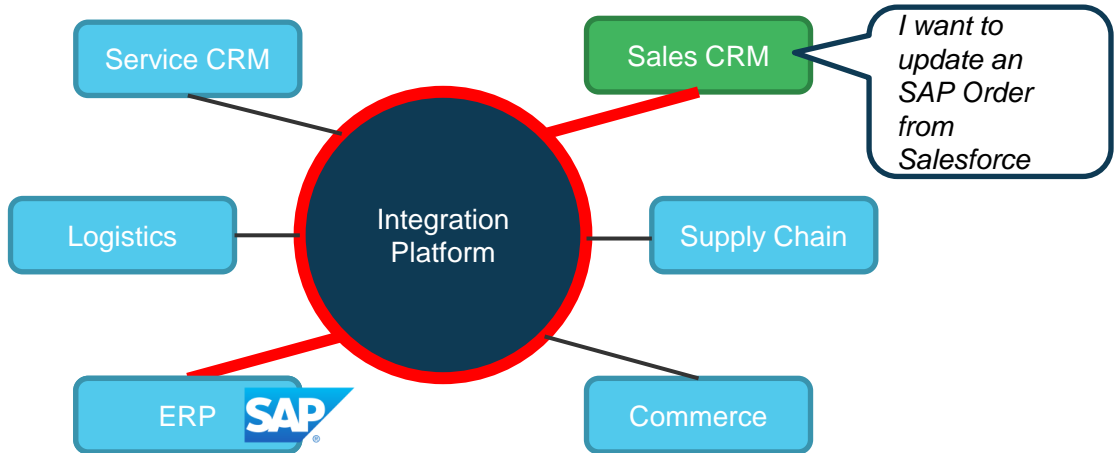 Service CRM
Sales CRM
I want to
update an
SAP Order
from
Salesforce
Logistics
Integration
Platform
Supply Chain
ERP
SAP
®
Commerce